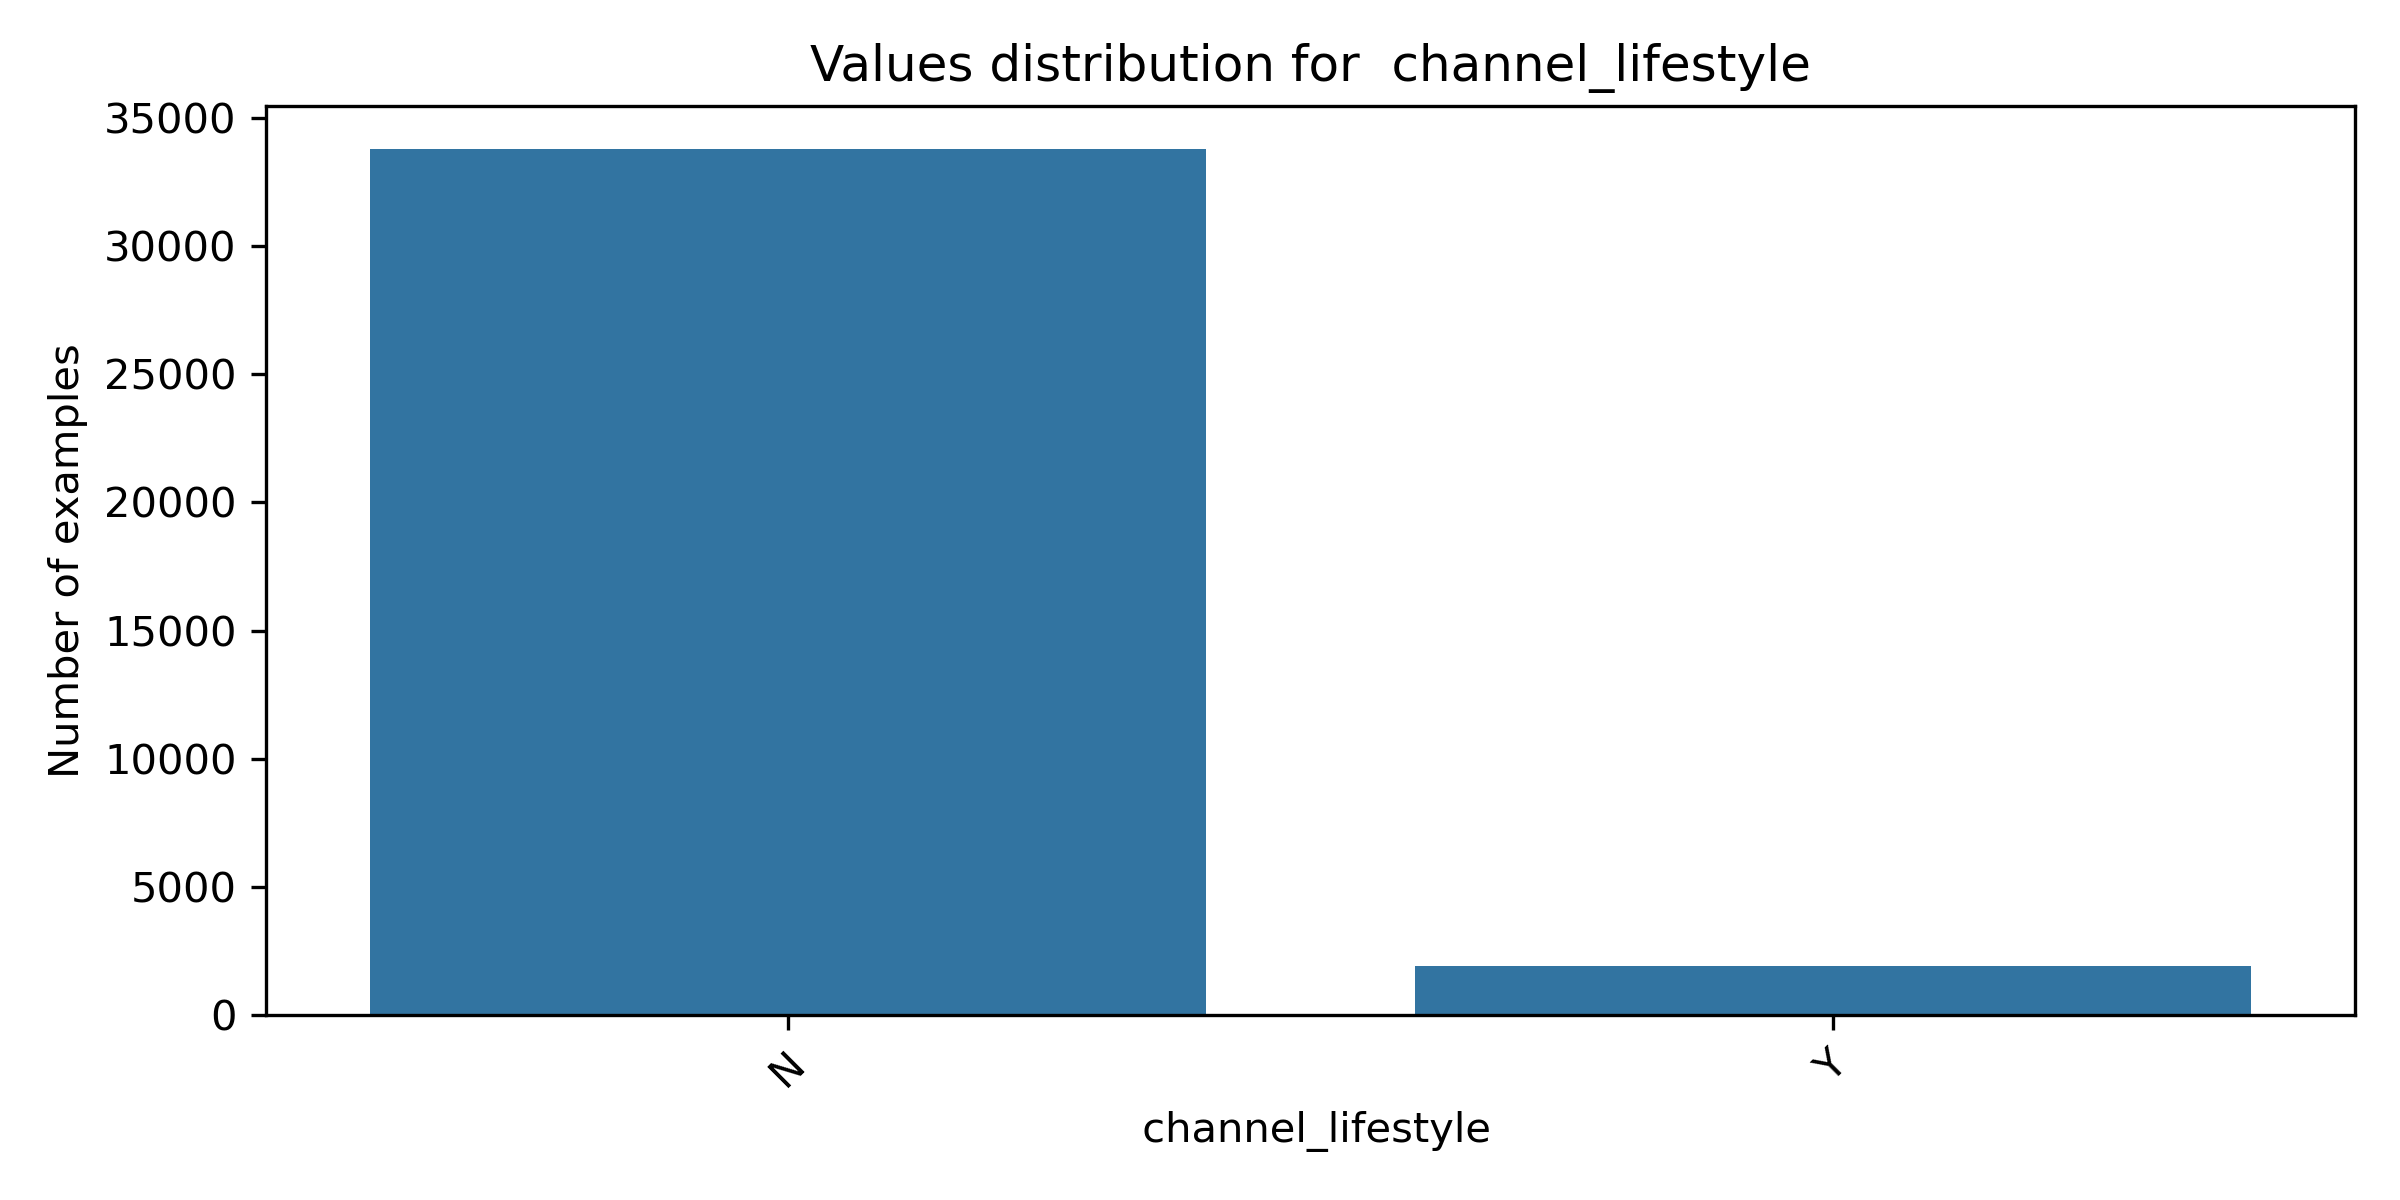 Values distribution for  channel_lifestyle
35000
30000
25000
20000
15000
10000
5000
0
Number of examples
N
Y
channel_lifestyle